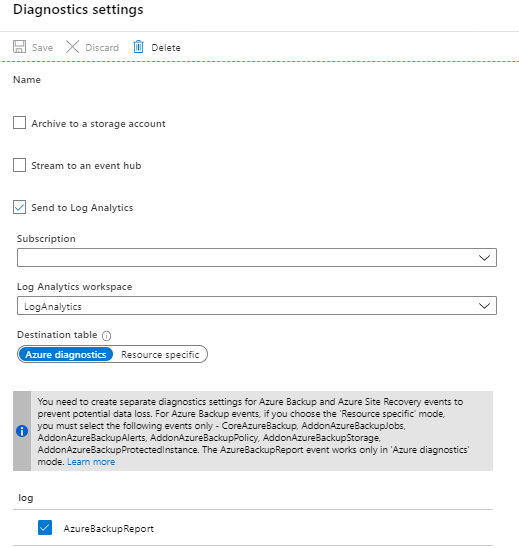 Diagnostics settings
Save Discard Delete
Name
Archive to a storage account
Stream to an event hub
Send to Log Analytics
Subscription
Log Analytics workspace
LogAnalytics
Destination table
Azure diagnostics Resource specific
You need to create separate diagnostics settings for Azure Backup and Azure Site Recovery events to
prevent potential data loss. For Azure Backup events, if you choose the 'Resource specific' mode,
you must select the following events only - CoreAzureBackup, AddonAzureBackupJobs,
AddonAzureBackupAlerts, AddonAzureBackupPolicy, AddonAzureBackupStorage,
AddonAzureBackupProtectedInstance. The AzureBackupReport event works only in 'Azure diagnostics'
mode. Learn more
log
AzureBackupReport